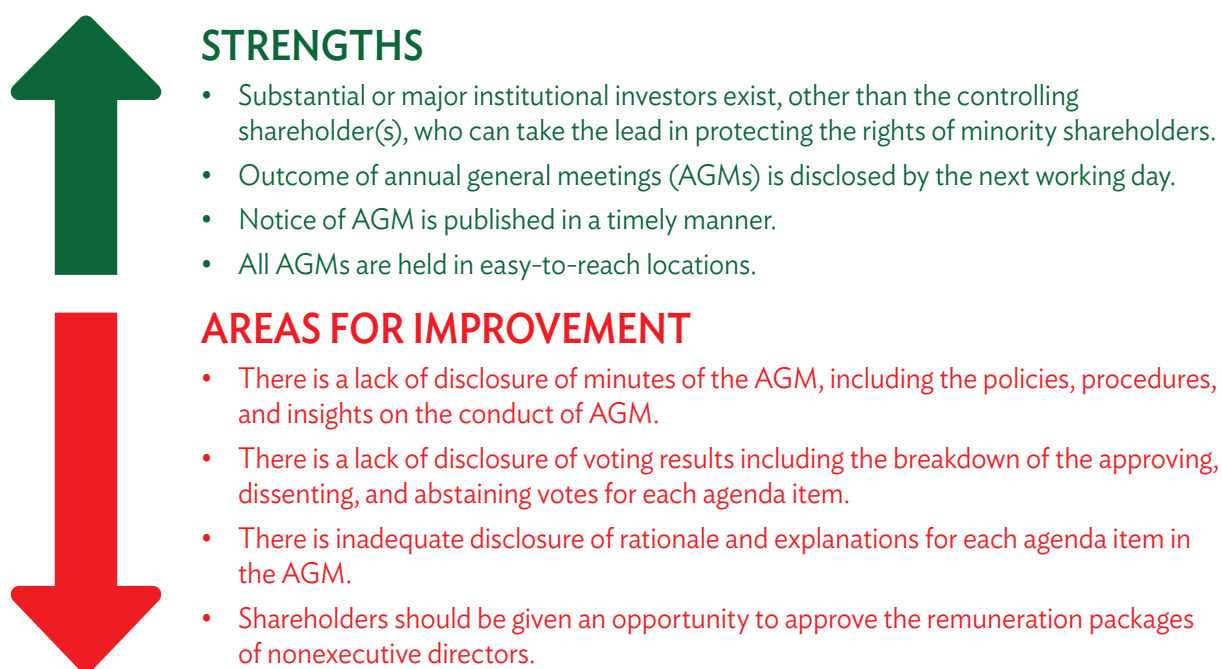 STRENGTHS
• Substantial or major institutional investors exist, other than the controlling
shareholder(s), who can take the lead in protecting the rights of minority shareholders.
• Outcome of annual general meetings (AGMs) is disclosed by the next working day.
• Notice of AGM is published in a timely manner.
• All AGMs are held in easy-to-reach locations.
AREAS FOR IMPROVEMENT
• There is a lack of disclosure of minutes of the AGM, including the policies, procedures,
and insights on the conduct of AGM.
• There is a lack of disclosure of voting results including the breakdown of the approving,
dissenting, and abstaining votes for each agenda item.
• There is inadequate disclosure of rationale and explanations for each agenda item in
the AGM.
• Shareholders should be given an opportunity to approve the remuneration packages
of nonexecutive directors.